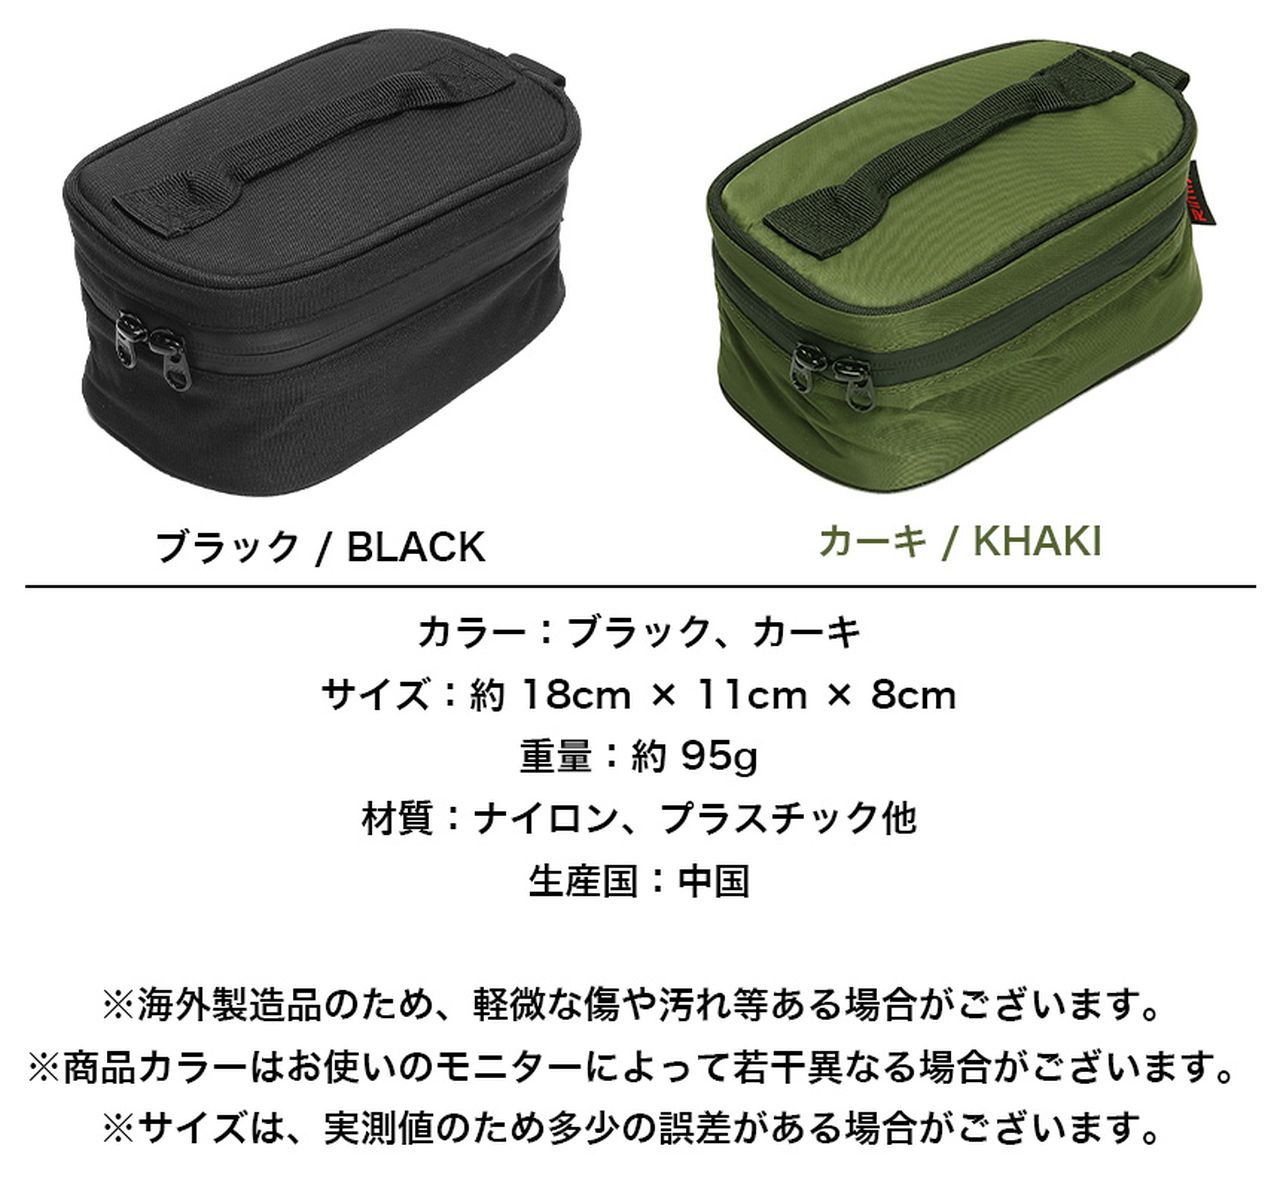 ブラック / BLACK
カーキ / KHAKI
カラー：ブラック、カーキ
サイズ：約 18cm × 11cm × 8cm
重量：約 95g
材質：ナイロン、プラスチック他
生産国：中国
※海外製造品のため、軽微な傷や汚れ等ある場合がございます。
※商品カラーはお使いのモニターによって若干異なる場合がございます。
※サイズは、実測値のため多少の誤差がある場合がございます。